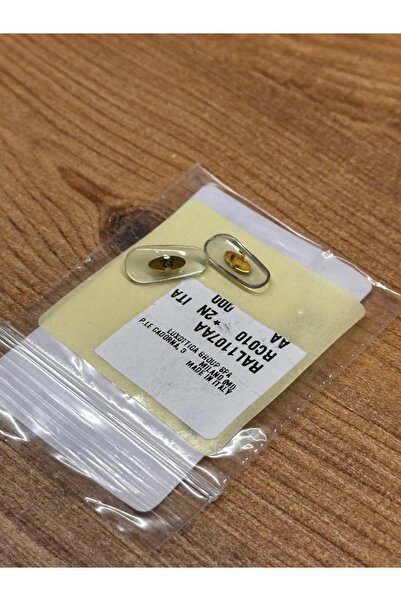 RAL1107AA * 2N ITA
RC010 000
AA
LUXOTTICA GROUP SPA
P.LE CADORNA, 3 MILANO (MI)
MADE IN ITALY